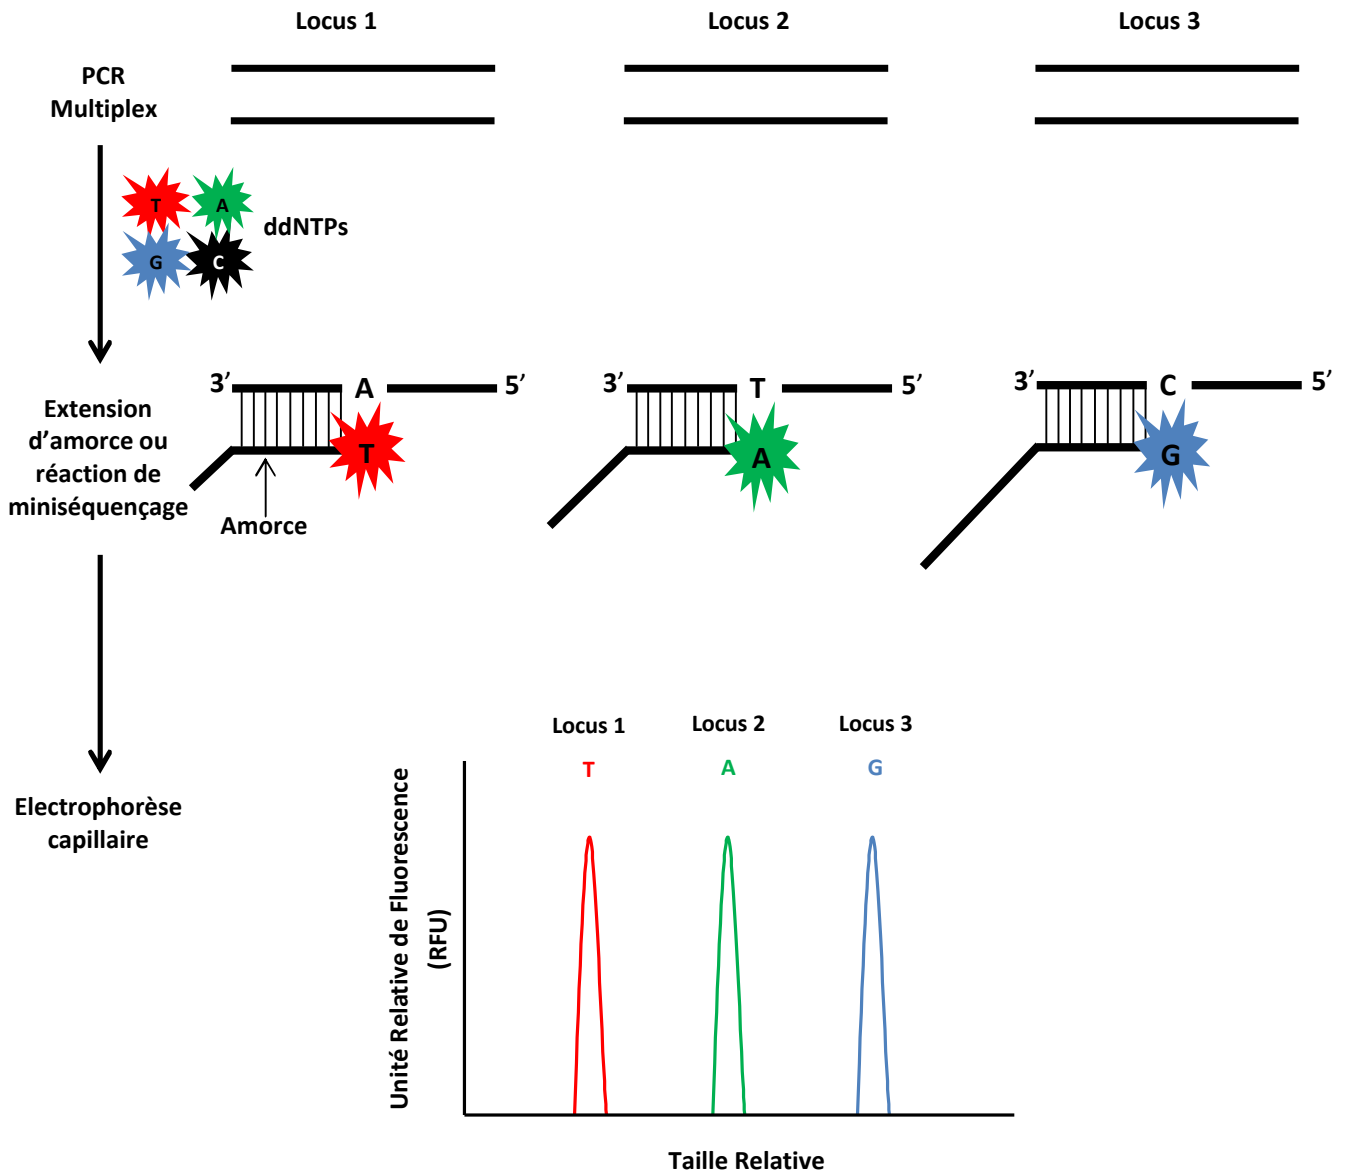 Locus 1
Locus 2
Locus 3
PCR
Multiplex
T
A
G
C
ddNTPs
3’
A
5’
T
Amorce
3’
T
5’
A
3’
C
5’
G
Extension
d’amorce ou
réaction de
miniséquençage
Electrophorèse
capillaire
Locus 1
Locus 2
Locus 3
T
A
G
Unité Relative de Fluorescence
(RFU)
Taille Relative